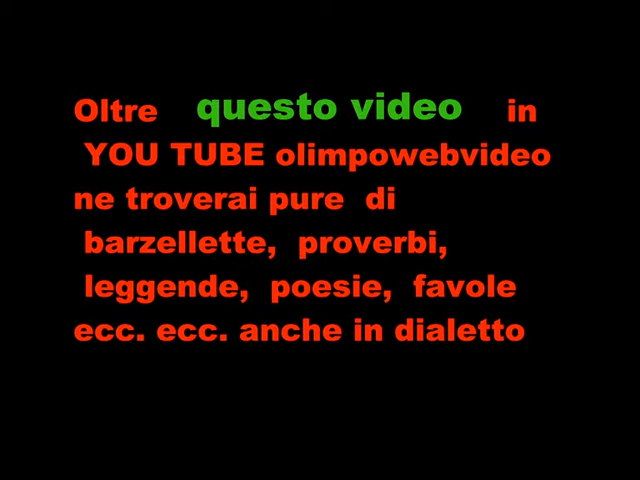 Oltre questo video in
YOU TUBE olimpowebvideo
ne troverai pure di
barzellette, proverbi,
leggende, poesie, favole
ecc. ecc. anche in dialetto